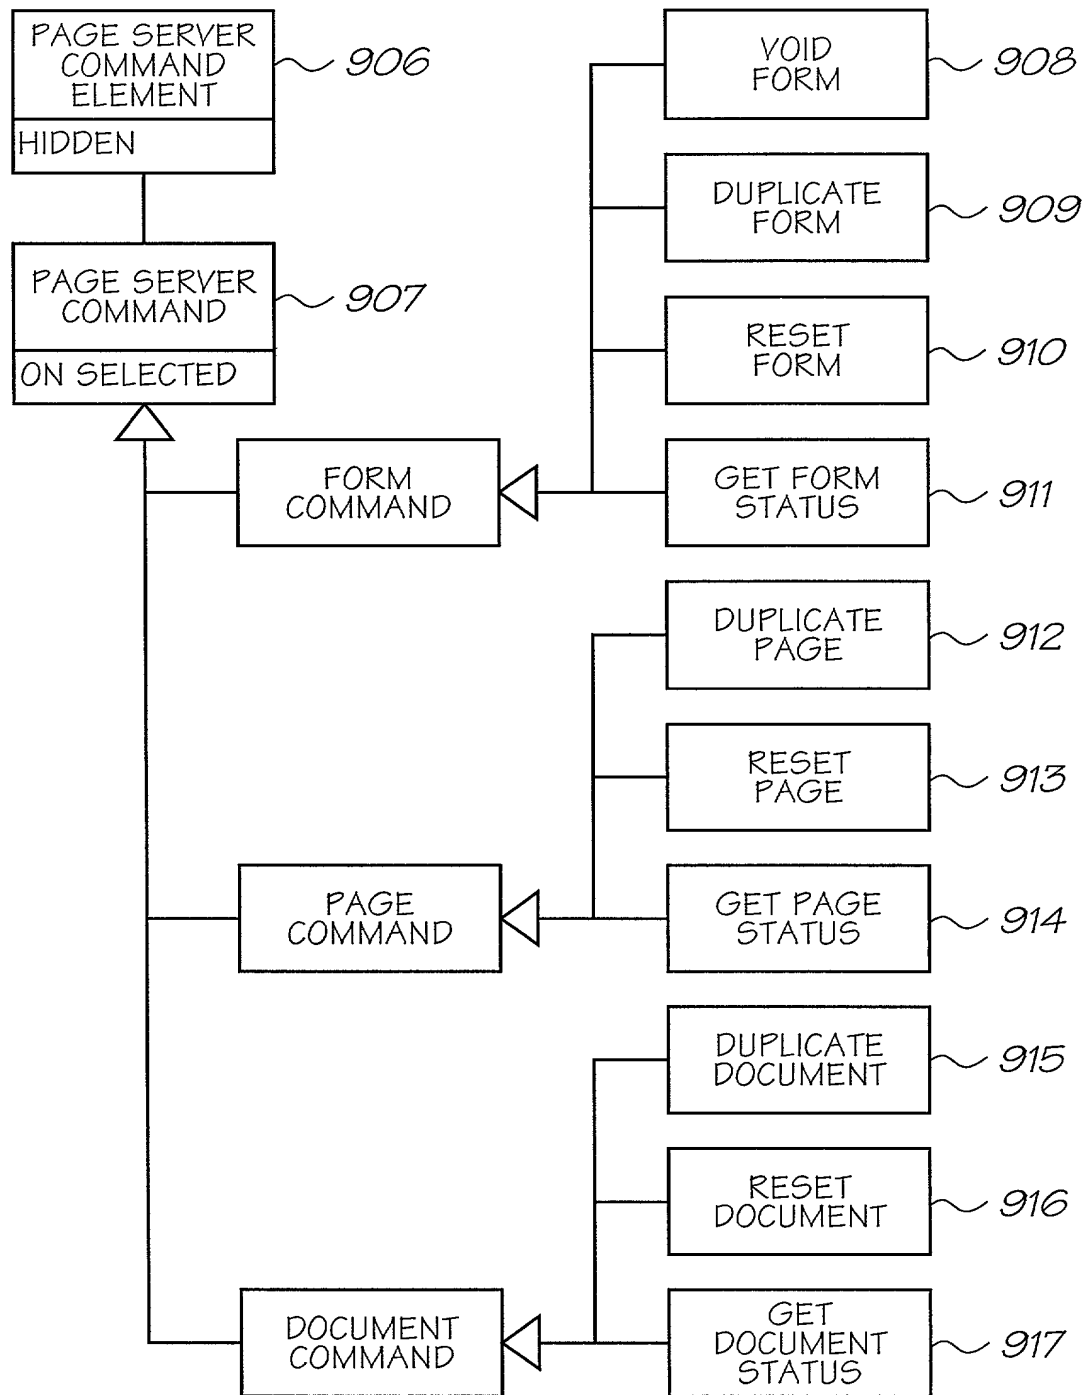 PAGE SERVER
COMMAND
ELEMENT
906
HIDDEN
PAGE SERVER
COMMAND
907
ON SELECTED
VOID
FORM
908
DUPLICATE
FORM
909
RESET
FORM
910
FORM
COMMAND
GET FORM
STATUS
911
DUPLICATE
PAGE
912
RESET
PAGE
913
PAGE
COMMAND
GET PAGE
STATUS
914
DUPLICATE
DOCUMENT
915
RESET
DOCUMENT
916
DOCUMENT
COMMAND
GET
DOCUMENT
STATUS
917